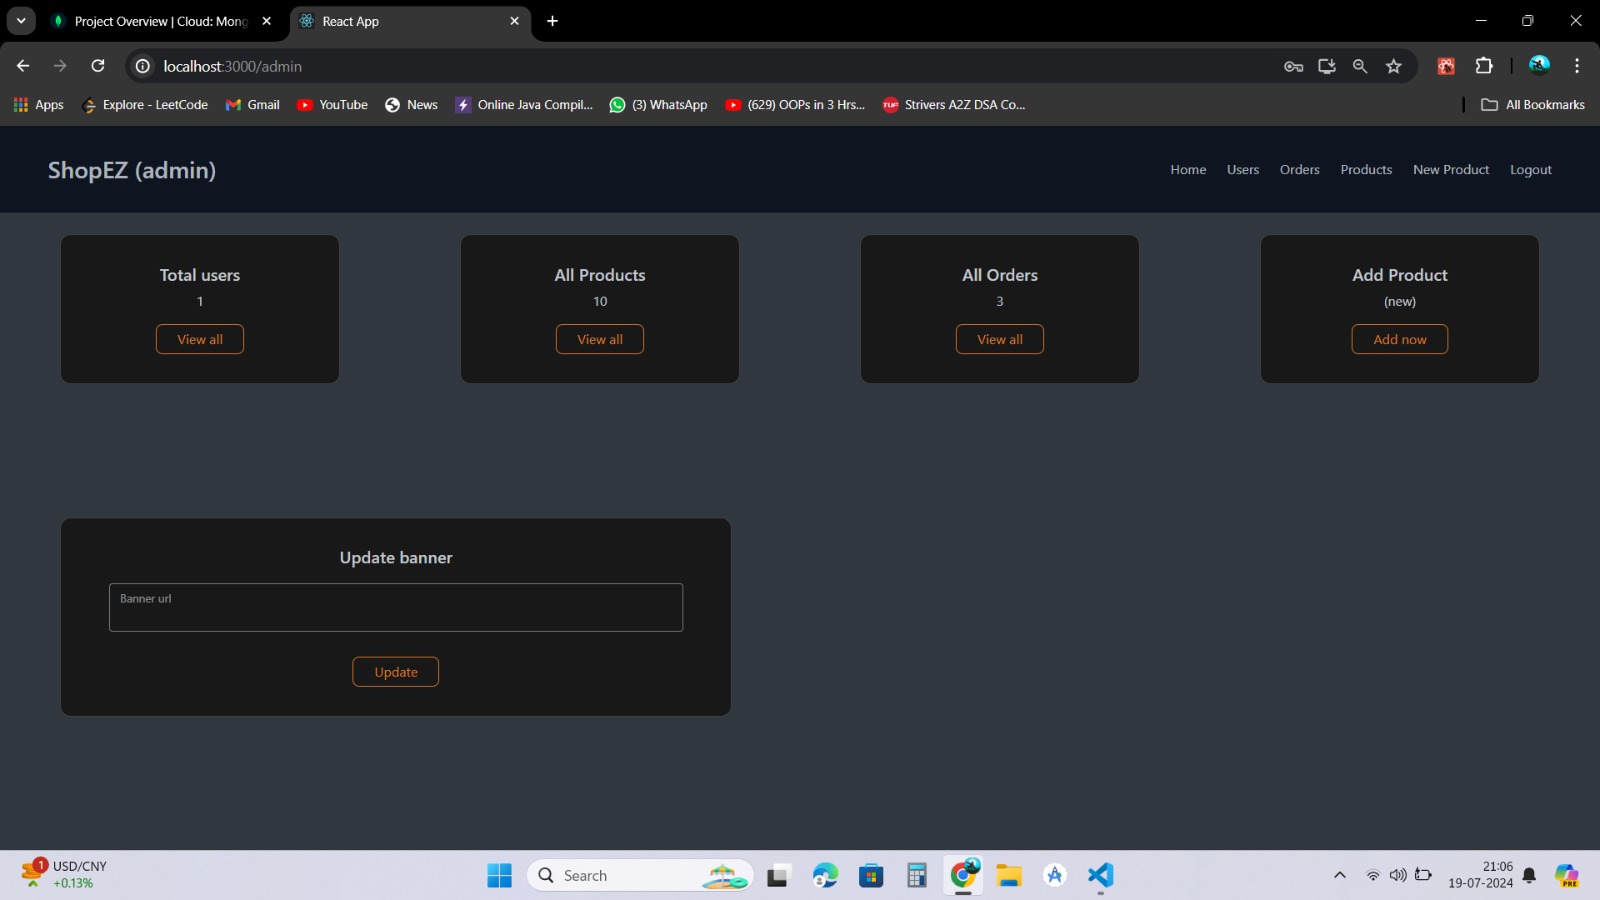 Project Overview | Cloud: Mong
React App
localhost:3000/admin
Apps
Explore - LeetCode
Gmail
YouTube
News
Online Java Compil...
(3) WhatsApp
(629) OOPs in 3 Hrs...
TUF
Strivers A2Z DSA Co...
All Bookmarks
ShopEZ (admin)
Home
Users
Orders
Products
New Product
Logout
Total users
1
View all
All Products
10
View all
All Orders
3
View all
Add Product
(new)
Add now
Update banner
Banner url
Update
1
USD/CNY
+0.13%
Search
21:06
19-07-2024
PRE